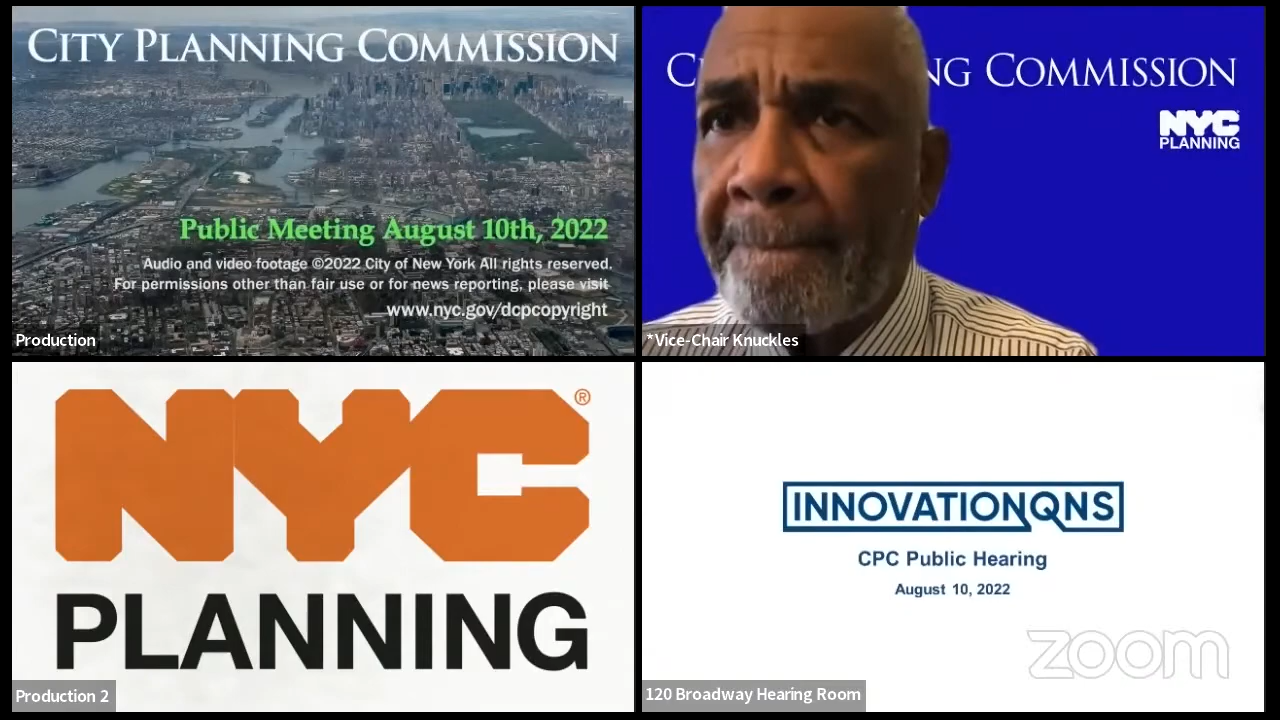 CITY PLANNING COMMISSION
Public Meeting August 10th, 2022
Audio and video footage ©2022 City of New York All rights reserved.
For permissions other than fair use or for news reporting, please visit
www.nyc.gov/dcpcopyright
Production
C NG COMMISSION
NYC
PLANNING
*Vice-Chair Knuckles
NYC®
PLANNING
Production 2
INNOVATIONQNS
CPC Public Hearing
August 10, 2022
zoom
120 Broadway Hearing Room